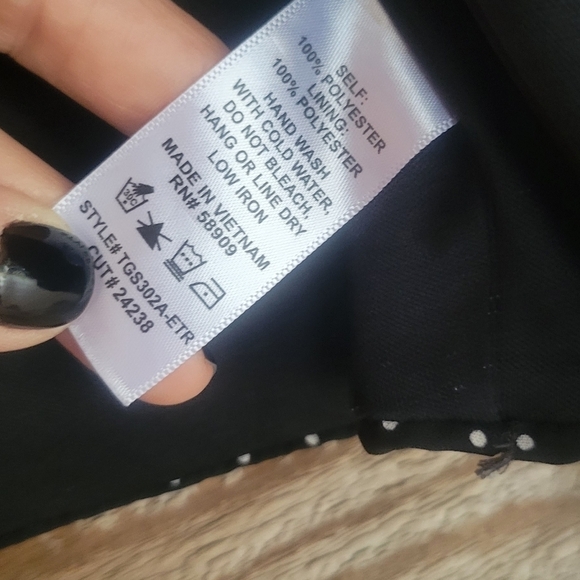 SELF:
100% POLYESTER
LINING:
100% POLYESTER
HAND WASH
WITH COLD WATER,
DO NOT BLEACH,
HANG OR LINE DRY
LOW IRON
MADE IN VIETNAM
RN# 58909
STYLE# TGS302A-ETR
CUT# 24238